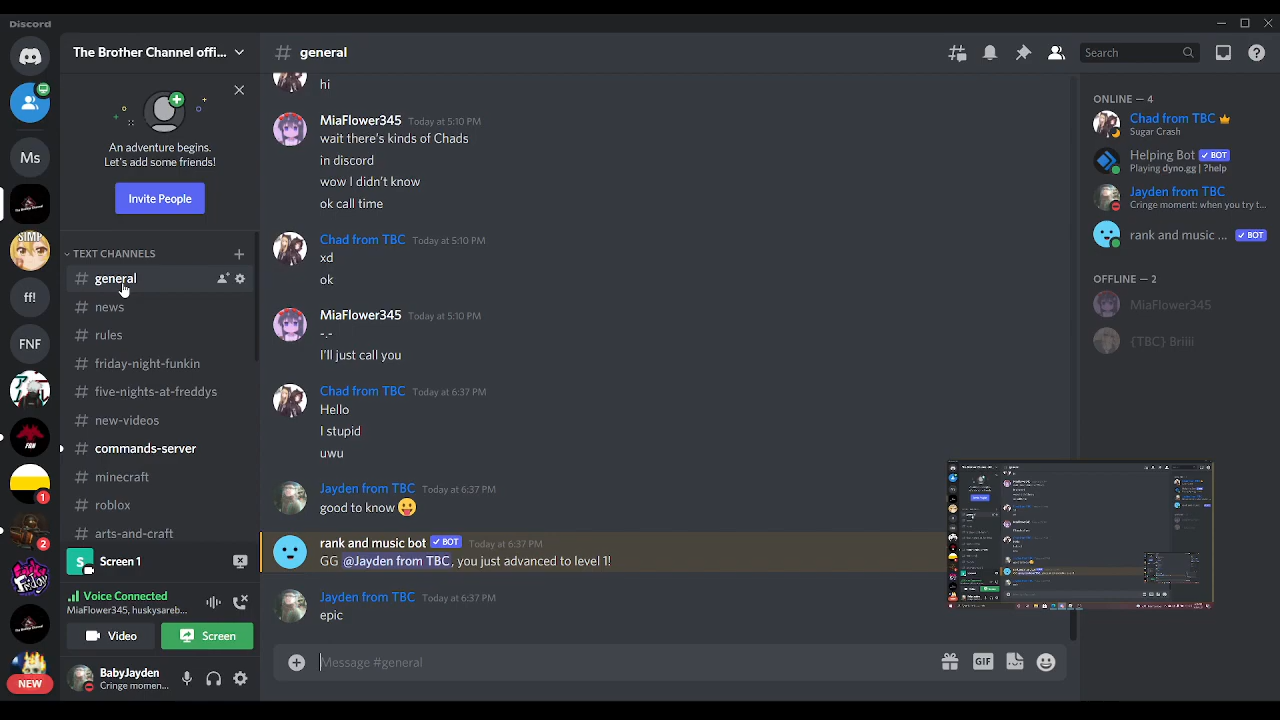 Discord
The Brother Channel offi...
general
Search
An adventure begins.
Let's add some friends!
Invite People
TEXT CHANNELS
general
news
rules
friday-night-funkin
five-nights-at-freddys
new-videos
commands-server
minecraft
roblox
arts-and-craft
Screen 1
Voice Connected
MiaFlower345, huskysareb...
Video
Screen
BabyJayden
Cringe momen...
Ms
SIMP
ff!
FNF
1
2
NEW
hi
MiaFlower345 Today at 5:10 PM
wait there's kinds of Chads
in discord
wow I didn't know
ok call time
Chad from TBC Today at 5:10 PM
xd
ok
MiaFlower345 Today at 5:10 PM
-.-
I'll just call you
Chad from TBC Today at 6:37 PM
Hello
I stupid
uwu
Jayden from TBC Today at 6:37 PM
good to know
rank and music bot BOT Today at 6:37 PM
GG @Jayden from TBC, you just advanced to level 1!
Jayden from TBC Today at 6:37 PM
epic
Message #general
GIF
ONLINE — 4
Chad from TBC
Sugar Crash
Helping Bot BOT
Playing dyno.gg | ?help
Jayden from TBC
Cringe moment: when you try t...
rank and music ... BOT
OFFLINE — 2
MiaFlower345
{TBC} Briiii